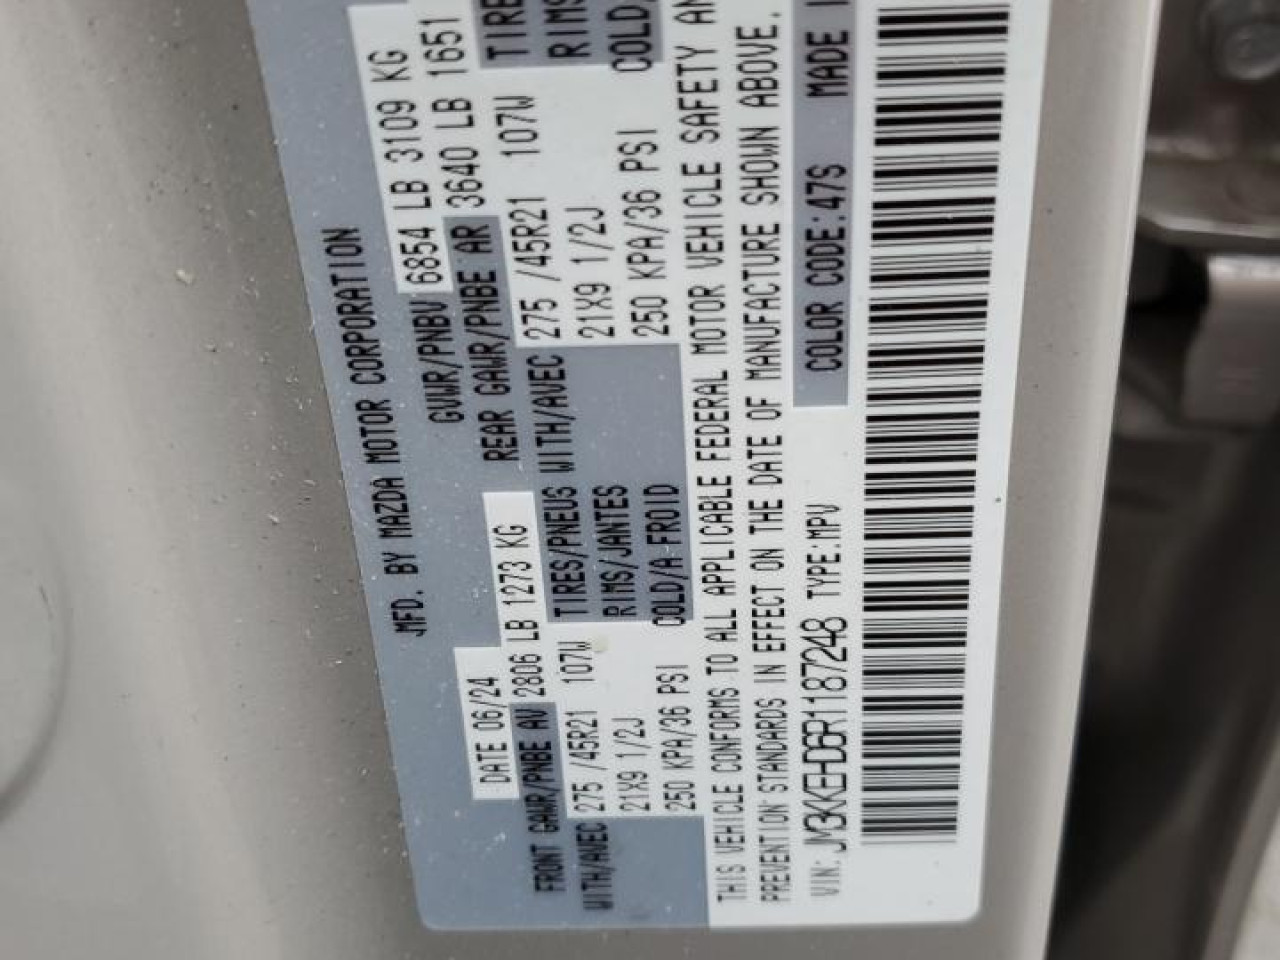 MFD. BY MAZDA MOTOR CORPORATION
DATE 06/24 GVWR/PNBV 6854 LB 3109 KG
FRONT GAWR/PNBE AV 2806 LB 1273 KG REAR GAWR/PNBE AR 3640 LB 1651
WITH/AVEC 275 /45R21 107W TIRES/PNEUS WITH/AVEC 275 /45R21 107W TIRE
21X9 1/2J RIMS/JANTES 21X9 1/2J RIMS
250 KPA/36 PSI COLD/A FROID 250 KPA/36 PSI COLD/
THIS VEHICLE CONFORMS TO ALL APPLICABLE FEDERAL MOTOR VEHICLE SAFETY AN
PREVENTION STANDARDS IN EFFECT ON THE DATE OF MANUFACTURE SHOWN ABOVE.
VIN: JM3KKEHD6R1187248 TYPE:MPV COLOR CODE:47S MADE I